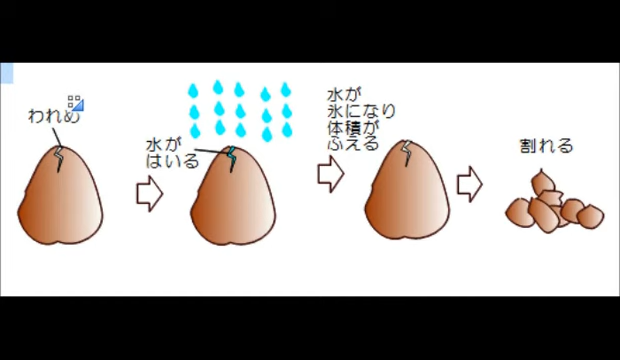 われめ
水が
はいる
水が
氷になり
体積が
ふえる
割れる